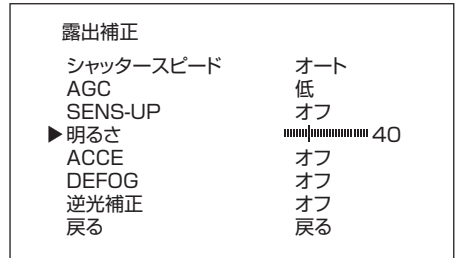 露出補正
シャッタースピード オート
AGC 低
SENS-UP オフ
▶明るさ 40
ACCE オフ
DEFOG オフ
逆光補正 オフ
戻る 戻る